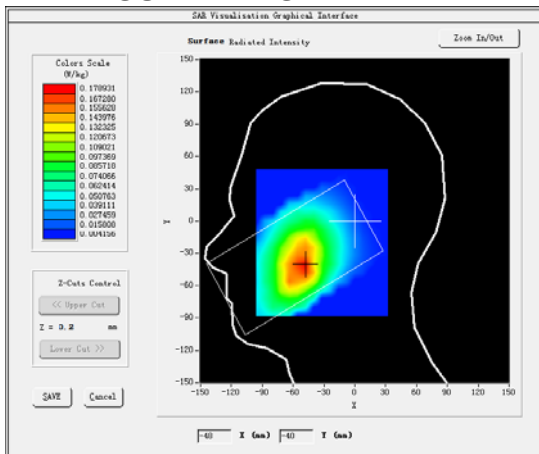 SAR Visualisation Graphical Interface
Surface Radiated Intensity
Zoom In/Out
Colors Scale
(W/kg)
0.178931
0.167280
0.155628
0.143976
0.132325
0.120673
0.109021
0.097369
0.085718
0.074066
0.062414
0.050763
0.039111
0.027459
0.015808
0.004156
Z-Cuts Control
<< Upper Cut
Z = 3.2 mm
Lower Cut >>
SAVE
Cancel
150
120
90
60
30
0
-30
-60
-90
-120
-150
Y
-150 -120 -90 -60 -30 0 30 60 90 120 150
X
-48 X (mm) -40 Y (mm)